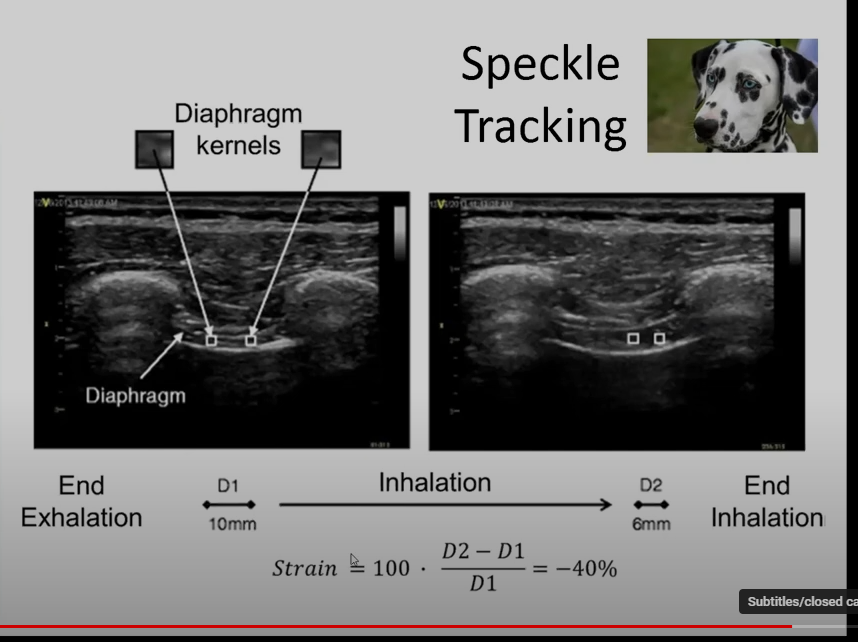 Speckle
Tracking
Diaphragm
kernels
V
V
Diaphragm
End
Exhalation
D1
10mm
Inhalation
D2
6mm
End
Inhalation
Strain = 100 · (D2 − D1)/D1 = −40%
Subtitles/closed ca